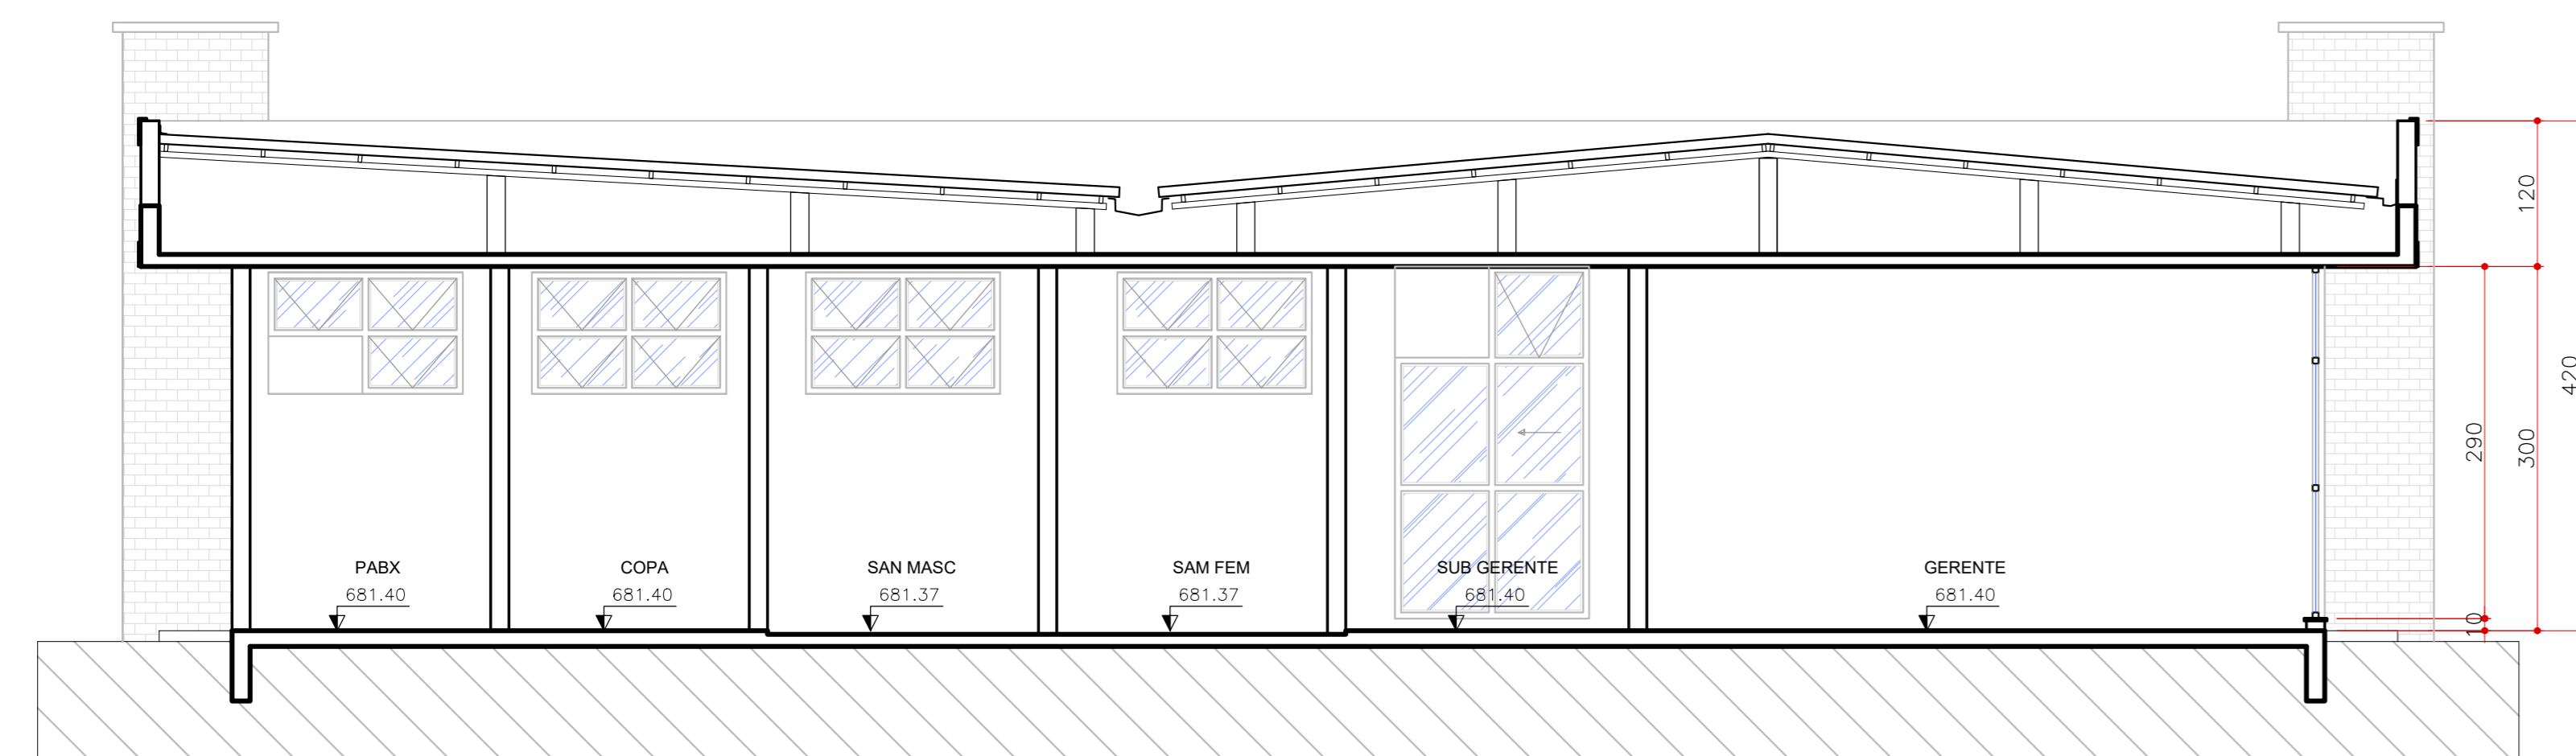 PABX
681.40
COPA
681.40
SAN MASC
681.37
SAM FEM
681.37
SUB GERENTE
681.40
GERENTE
681.40
120
420
290
300
10